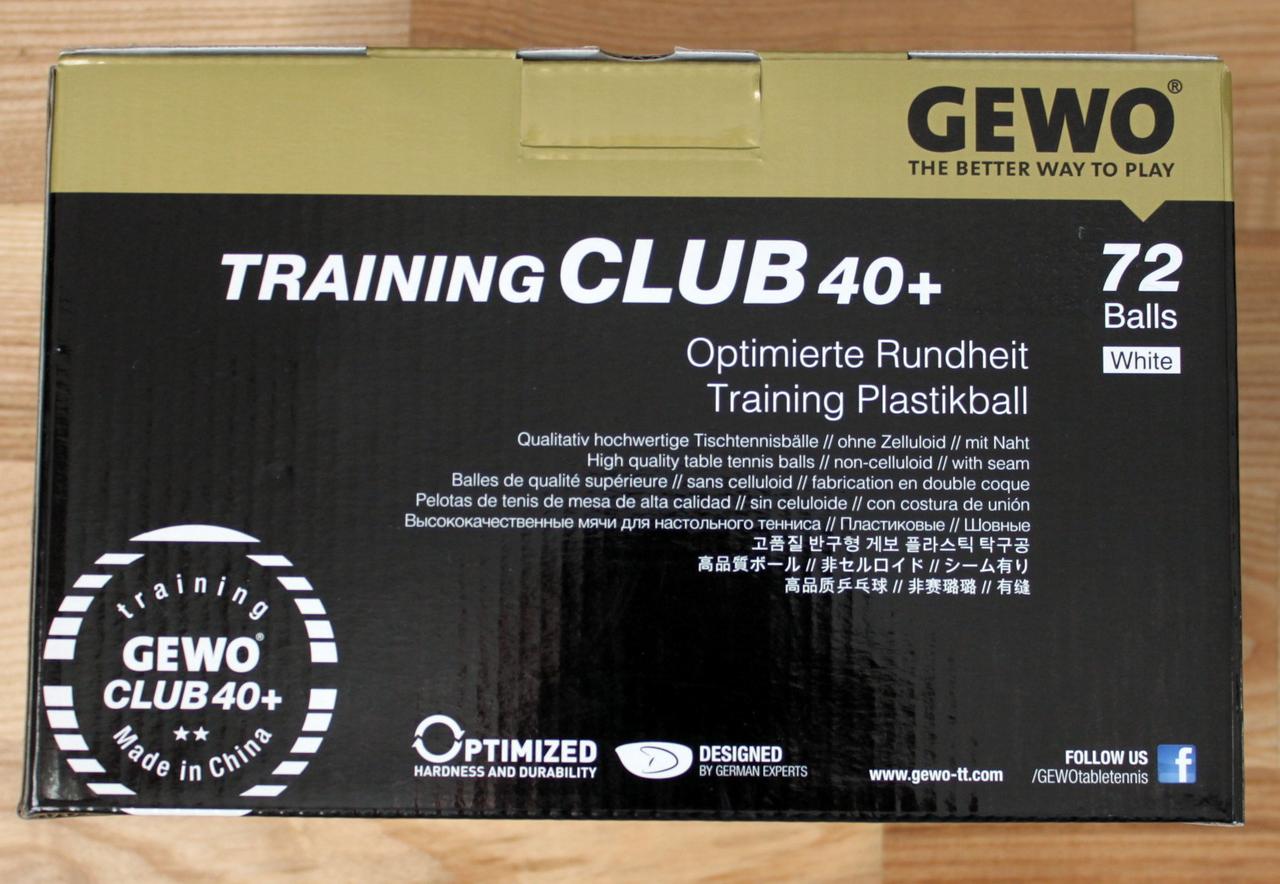 GEWO®
THE BETTER WAY TO PLAY
TRAINING CLUB 40+
72
Balls
White
Optimierte Rundheit
Training Plastikball
Qualitativ hochwertige Tischtennisbälle // ohne Zelluloid // mit Naht
High quality table tennis balls // non-celluloid // with seam
Balles de qualité supérieure // sans celluloid // fabrication en double coque
Pelotas de tenis de mesa de alta calidad // sin celuloide // con costura de unión
Высококачественные мячи для настольного тенниса // Пластиковые // Шовные
고품질 반구형 게보 플라스틱 탁구공
高品質ボール // 非セルロイド // シーム有り
高品质乒乓球 // 非赛璐璐 // 有缝
training
GEWO®
CLUB 40+
★★
Made in China
OPTIMIZED
HARDNESS AND DURABILITY
DESIGNED
BY GERMAN EXPERTS
www.gewo-tt.com
FOLLOW US
/GEWOtabletennis
f